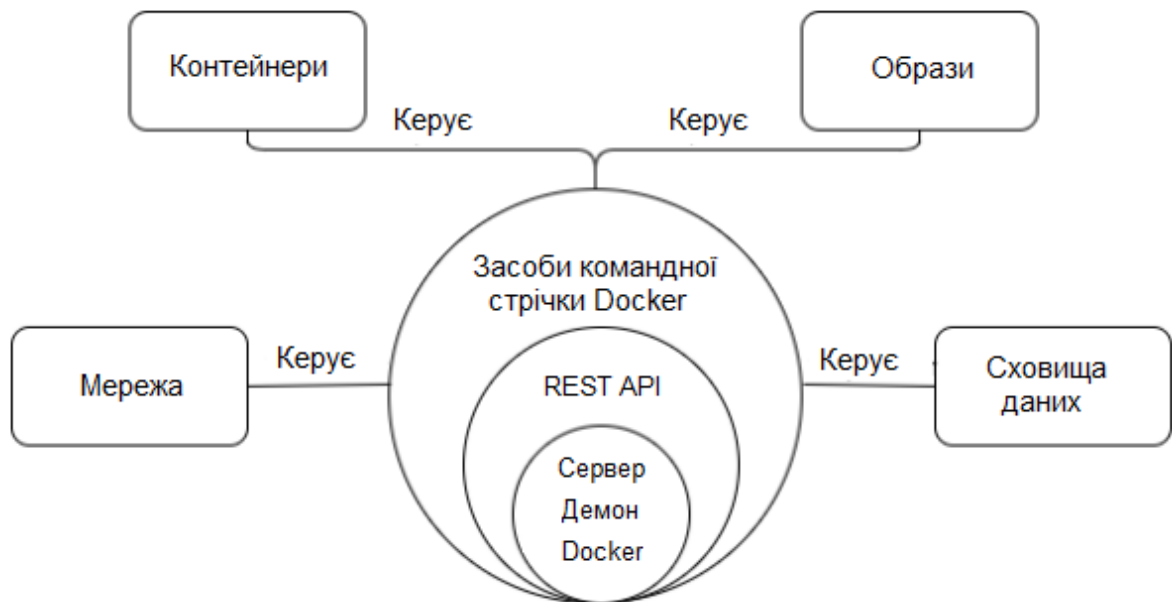 Контейнери
Образи
Керує
Керує
Засоби командної
стрічки Docker
Мережа
Керує
Керує
Сховища
даних
REST API
Сервер
Демон
Docker